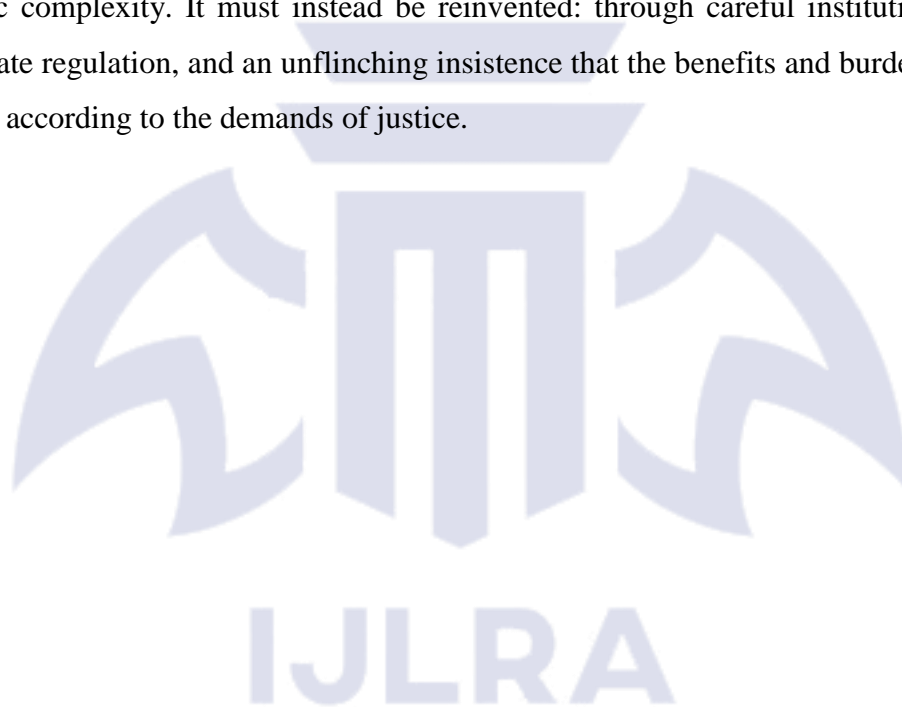 c complexity. It must instead be reinvented: through careful instituti
ate regulation, and an unflinching insistence that the benefits and burde
according to the demands of justice.
IJLRA